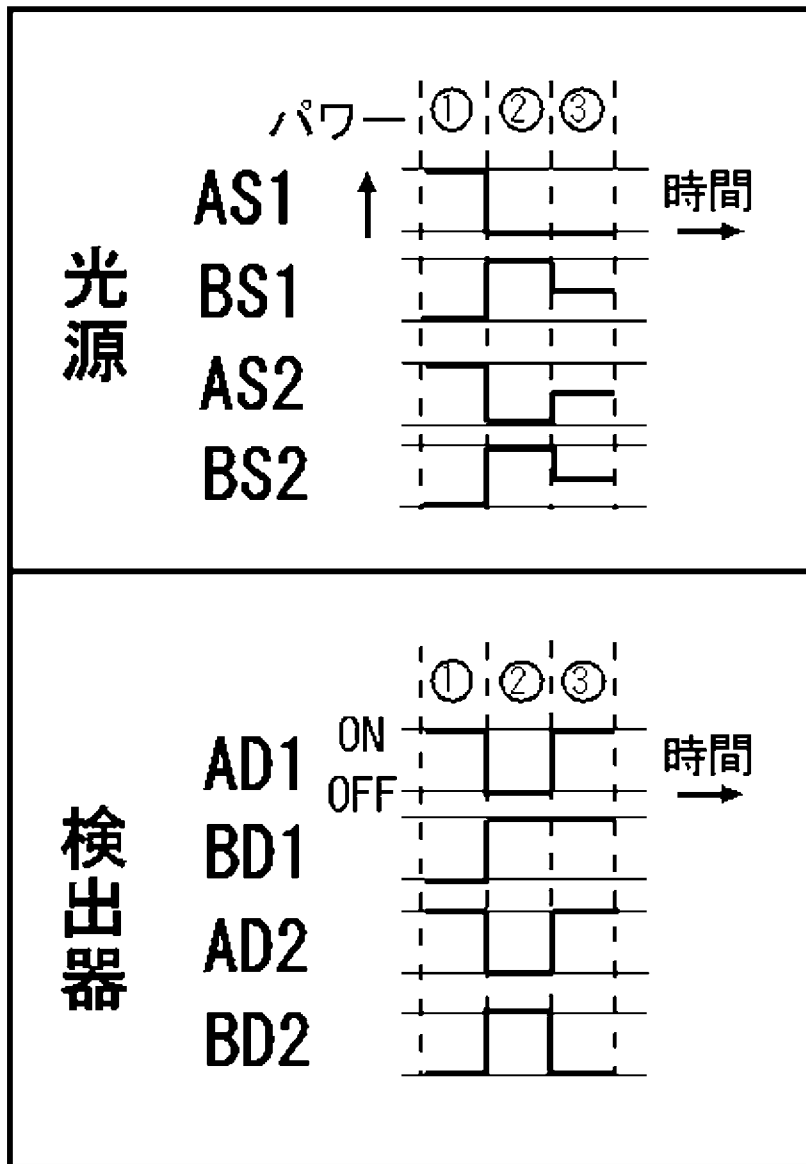 パワー ① ② ③
AS1 時間
BS1
AS2
BS2
光源
① ② ③
ON
AD1 時間
OFF
BD1
AD2
BD2
検出器